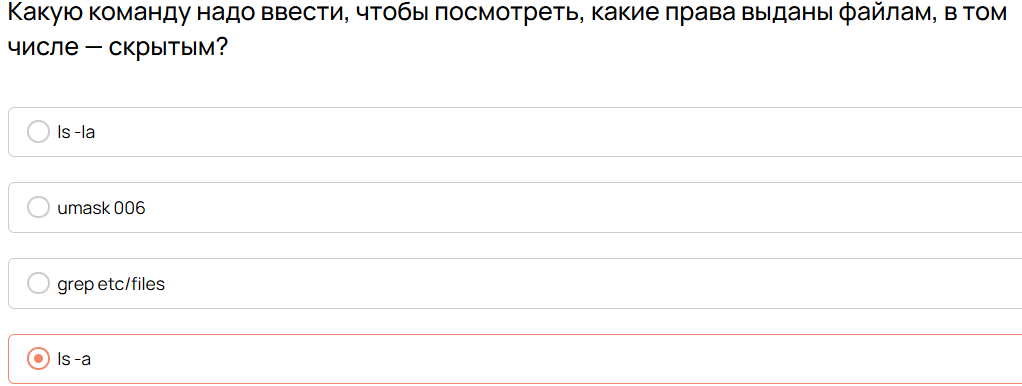 Какую команду надо ввести, чтобы посмотреть, какие права выданы файлам, в том
числе — скрытым?
ls -la
umask 006
grep etc/files
ls -a